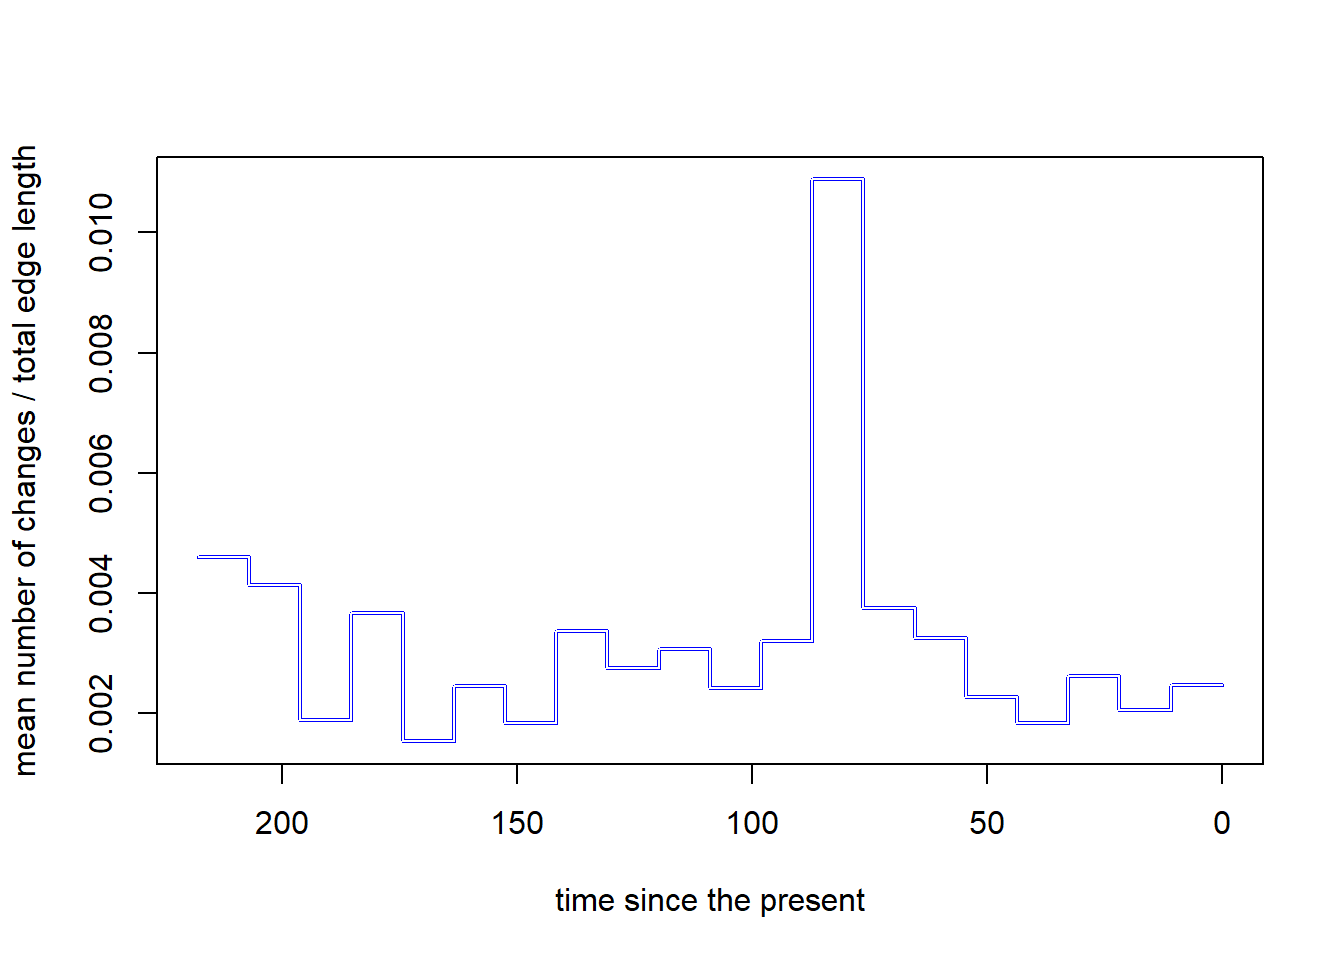 mean number of changes / total edge length
0.010
0.008
0.006
0.004
0.002
200 150 100 50 0
time since the present